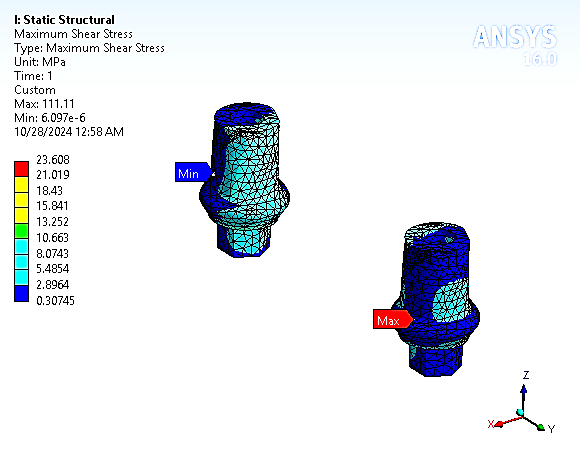 I: Static Structural
Maximum Shear Stress
Type: Maximum Shear Stress
Unit: MPa
Time: 1
Custom
Max: 111.11
Min: 6.097e-6
10/28/2024 12:58 AM
ANSYS
16.0
23.608
21.019
18.43
15.841
13.252
10.663
8.0743
5.4854
2.8964
0.30745
Min
Max
Z
X
Y